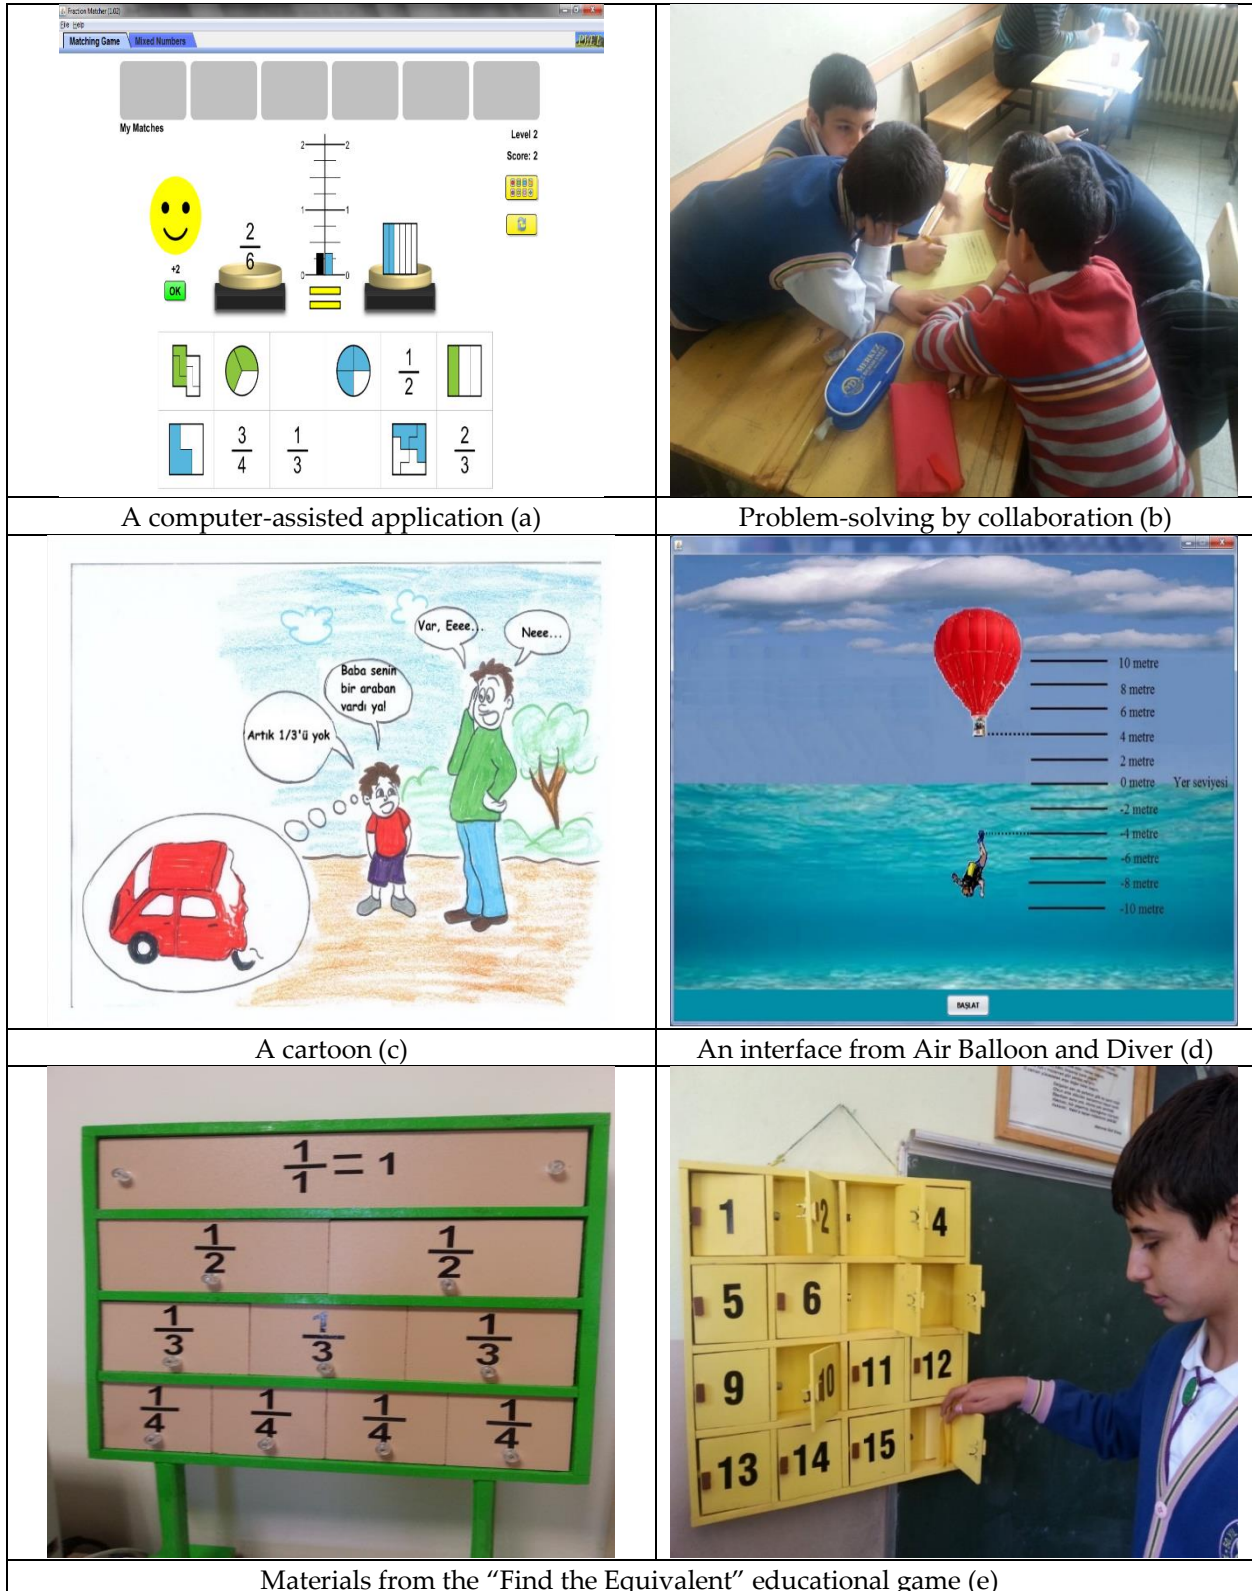 Fraction Matcher (1.02)
File Help
Matching Game Mixed Numbers
My Matches
Level 2
Score: 2
2 2
1 1
0 0
+2
OK
2
6
1
2
3
4
1
3
2
3
A computer-assisted application (a)
MERKEZ
Problem-solving by collaboration (b)
Var, Eeee...
Neee...
Baba senin
bir araban
vardı ya!
Artık 1/3'ü yok
A cartoon (c)
10 metre
8 metre
6 metre
4 metre
2 metre
0 metre Yer seviyesi
-2 metre
-4 metre
-6 metre
-8 metre
-10 metre
BAŞLAT
An interface from Air Balloon and Diver (d)
1
1 = 1
1 1
2 2
1 1 1
3 3 3
1 1 1 1
4 4 4 4
1 2 4
5 6
9 10 11 12
13 14 15
Materials from the “Find the Equivalent” educational game (e)